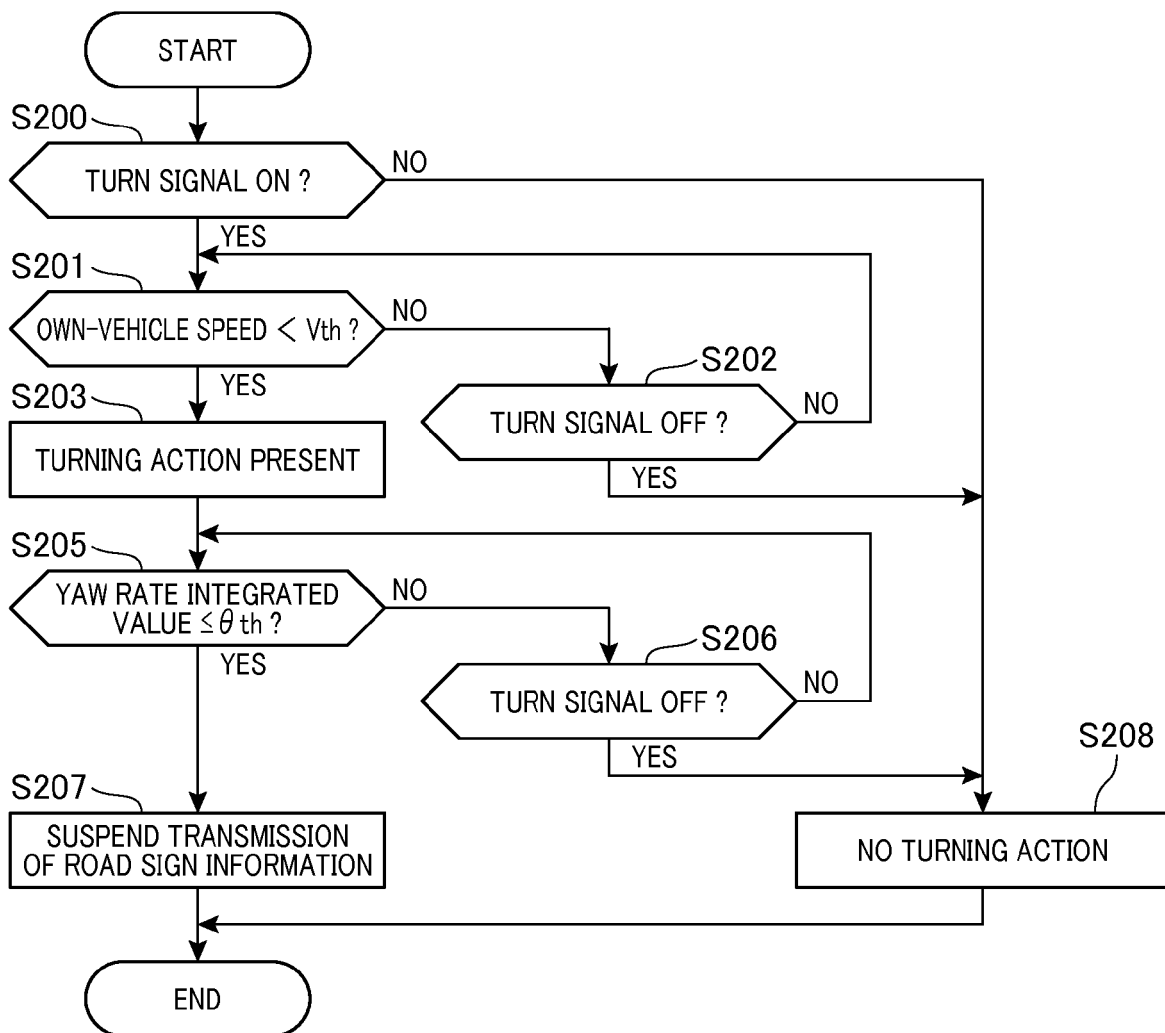 START
S200
TURN SIGNAL ON ?
NO
YES
S201
OWN-VEHICLE SPEED < Vth ?
NO
YES
S202
TURN SIGNAL OFF ?
NO
YES
S203
TURNING ACTION PRESENT
S205
YAW RATE INTEGRATED
VALUE ≤ θ th ?
NO
YES
S206
TURN SIGNAL OFF ?
NO
YES
S207
SUSPEND TRANSMISSION
OF ROAD SIGN INFORMATION
S208
NO TURNING ACTION
END